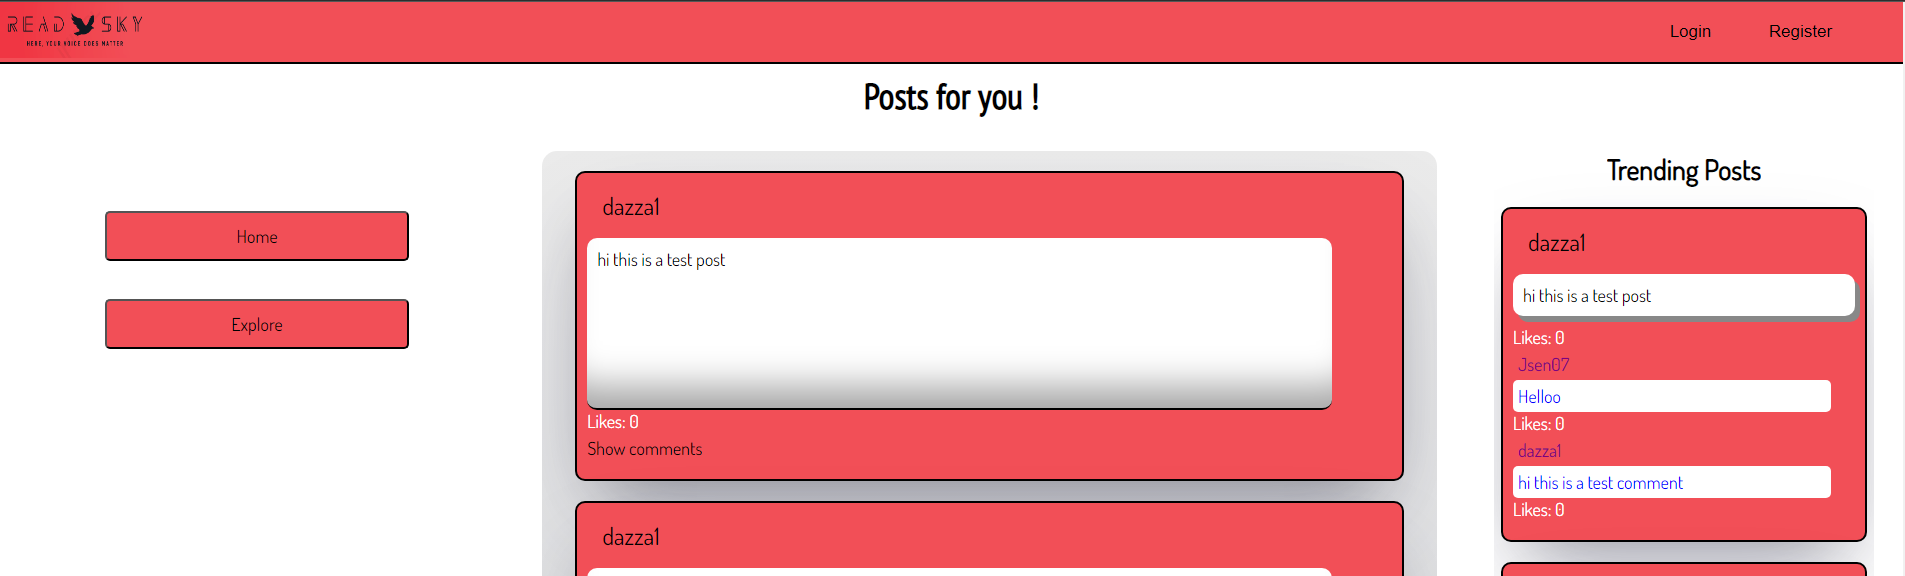 READ SKY
HERE, YOUR VOICE DOES MATTER
Login
Register
Posts for you !
Home
Explore
dazza1
hi this is a test post
Likes: 0
Show comments
dazza1
Trending Posts
dazza1
hi this is a test post
Likes: 0
Jsen07
Helloo
Likes: 0
dazza1
hi this is a test comment
Likes: 0